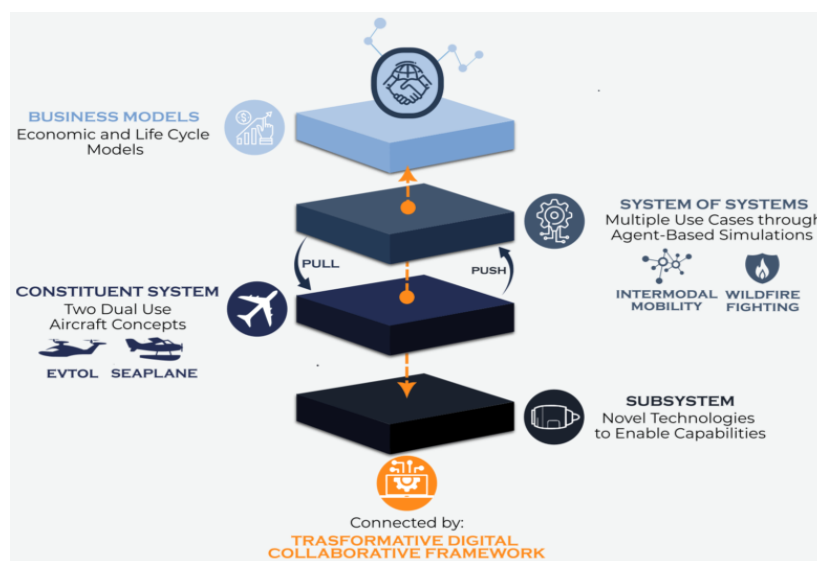 BUSINESS MODELS
Economic and Life Cycle
Models
SYSTEM OF SYSTEMS
Multiple Use Cases through
Agent-Based Simulations
INTERMODAL
MOBILITY
WILDFIRE
FIGHTING
PULL
PUSH
CONSTITUENT SYSTEM
Two Dual Use
Aircraft Concepts
EVTOL
SEAPLANE
SUBSYSTEM
Novel Technologies
to Enable Capabilities
Connected by:
TRASFORMATIVE DIGITAL
COLLABORATIVE FRAMEWORK